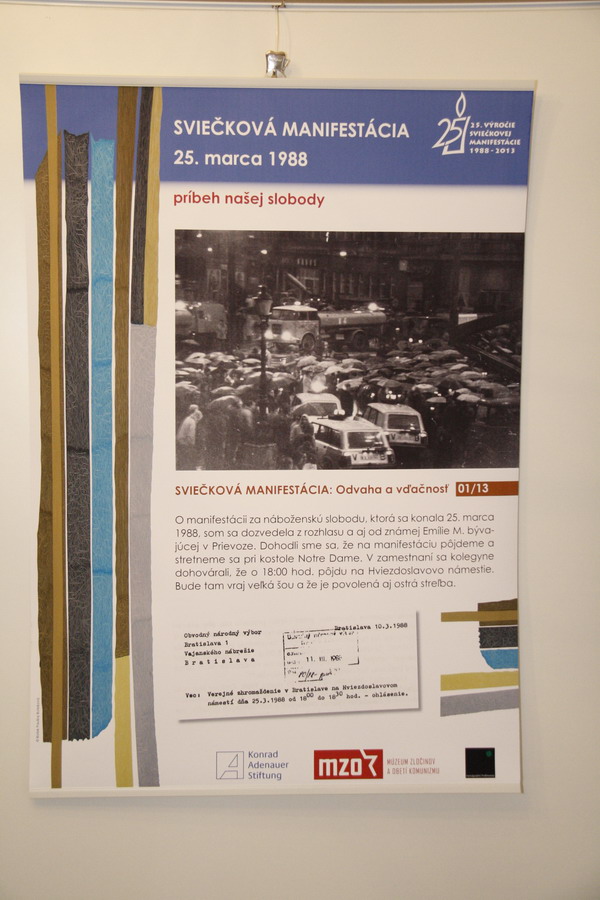 SVIEČKOVÁ MANIFESTÁCIA
25. marca 1988
25
25. VÝROČIE
SVIEČKOVEJ
MANIFESTÁCIE
1988 - 2013
príbeh našej slobody
SVIEČKOVÁ MANIFESTÁCIA: Odvaha a vďačnosť 01/13
O manifestácii za náboženskú slobodu, ktorá sa konala 25. marca
1988, som sa dozvedela z rozhlasu a aj od známej Emílie M. býva-
júcej v Prievoze. Dohodli sme sa, že na manifestáciu pôjdeme a
stretneme sa pri kostole Notre Dame. V zamestnaní sa kolegyne
dohovárali, že o 18:00 hod. pôjdu na Hviezdoslavovo námestie.
Bude tam vraj veľká šou a že je povolená aj ostrá streľba.
Bratislava 10.3.1988
Obvodný národný výbor
Bratislava 1
Vajanského nábrežie
Bratislava
Vec: Verejné zhromaždenie v Bratislave na Hviezdoslavovom
námestí dňa 25.3.1988 od 1800 do 1830 hod. - ohlásenie.
Konrad
Adenauer
Stiftung
mzo
MÚZEUM ZLOČINOV
A OBETÍ KOMUNIZMU